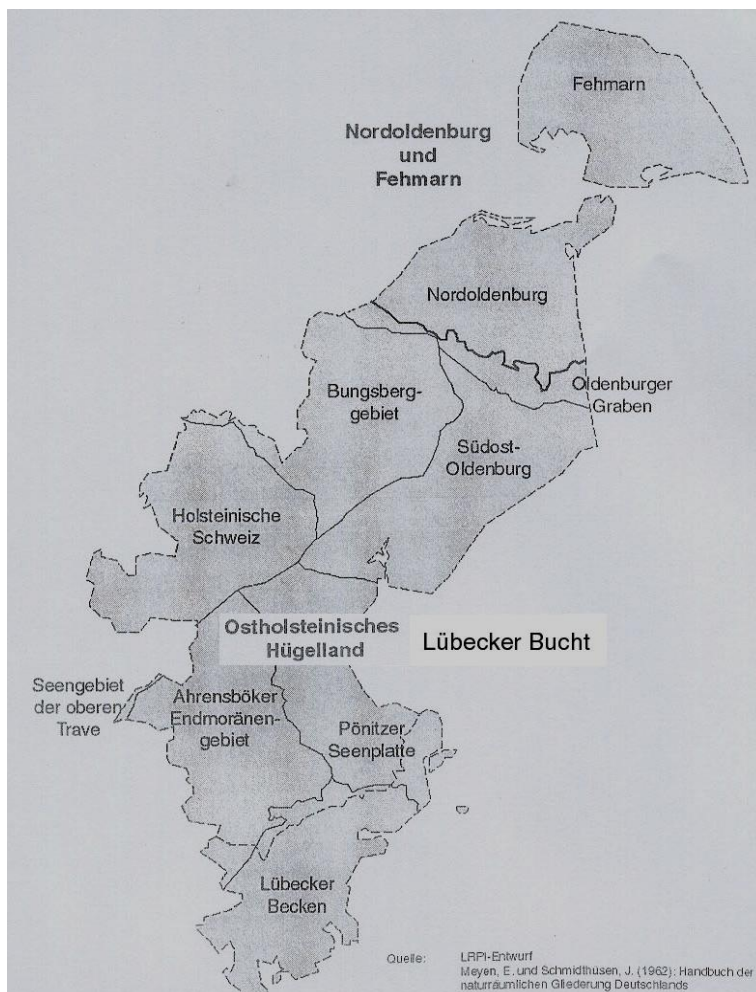 Fehmarn
Nordoldenburg
und
Fehmarn
Nordoldenburg
Oldenburger
Graben
Bungsberg-
gebiet
Südost-
Oldenburg
Holsteinische
Schweiz
Ostholsteinisches
Hügelland
Lübecker Bucht
Seengebiet
der oberen
Trave
Ahrensböker
Endmoränen-
gebiet
Pönitzer
Seenplatte
Lübecker
Becken
Quelle: LRPl-Entwurf
Meyen, E. und Schmidthüsen, J. (1962): Handbuch der
naturräumlichen Gliederung Deutschlands